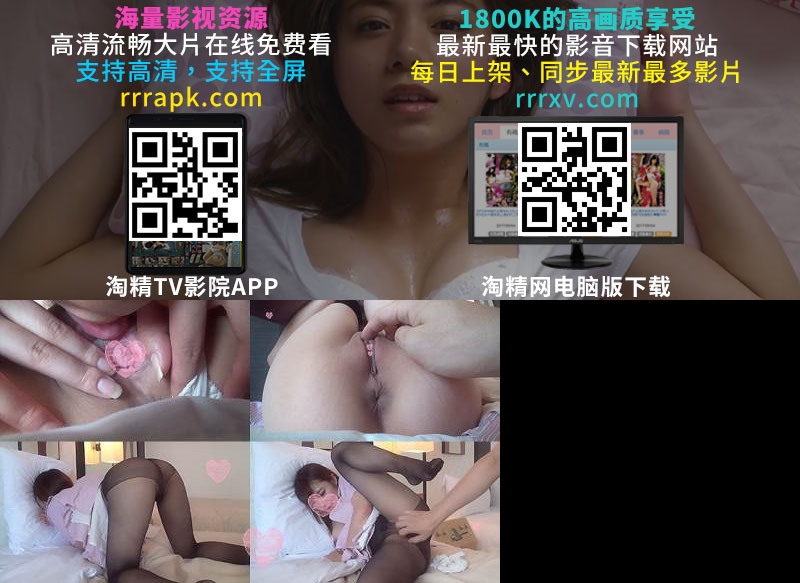 海量影视资源
高清流畅大片在线免费看
支持高清，支持全屏
rrrapk.com
淘精TV影院APP
1800K的高画质享受
最新最快的影音下载网站
每日上架、同步最新最多影片
rrrxv.com
淘精网电脑版下载